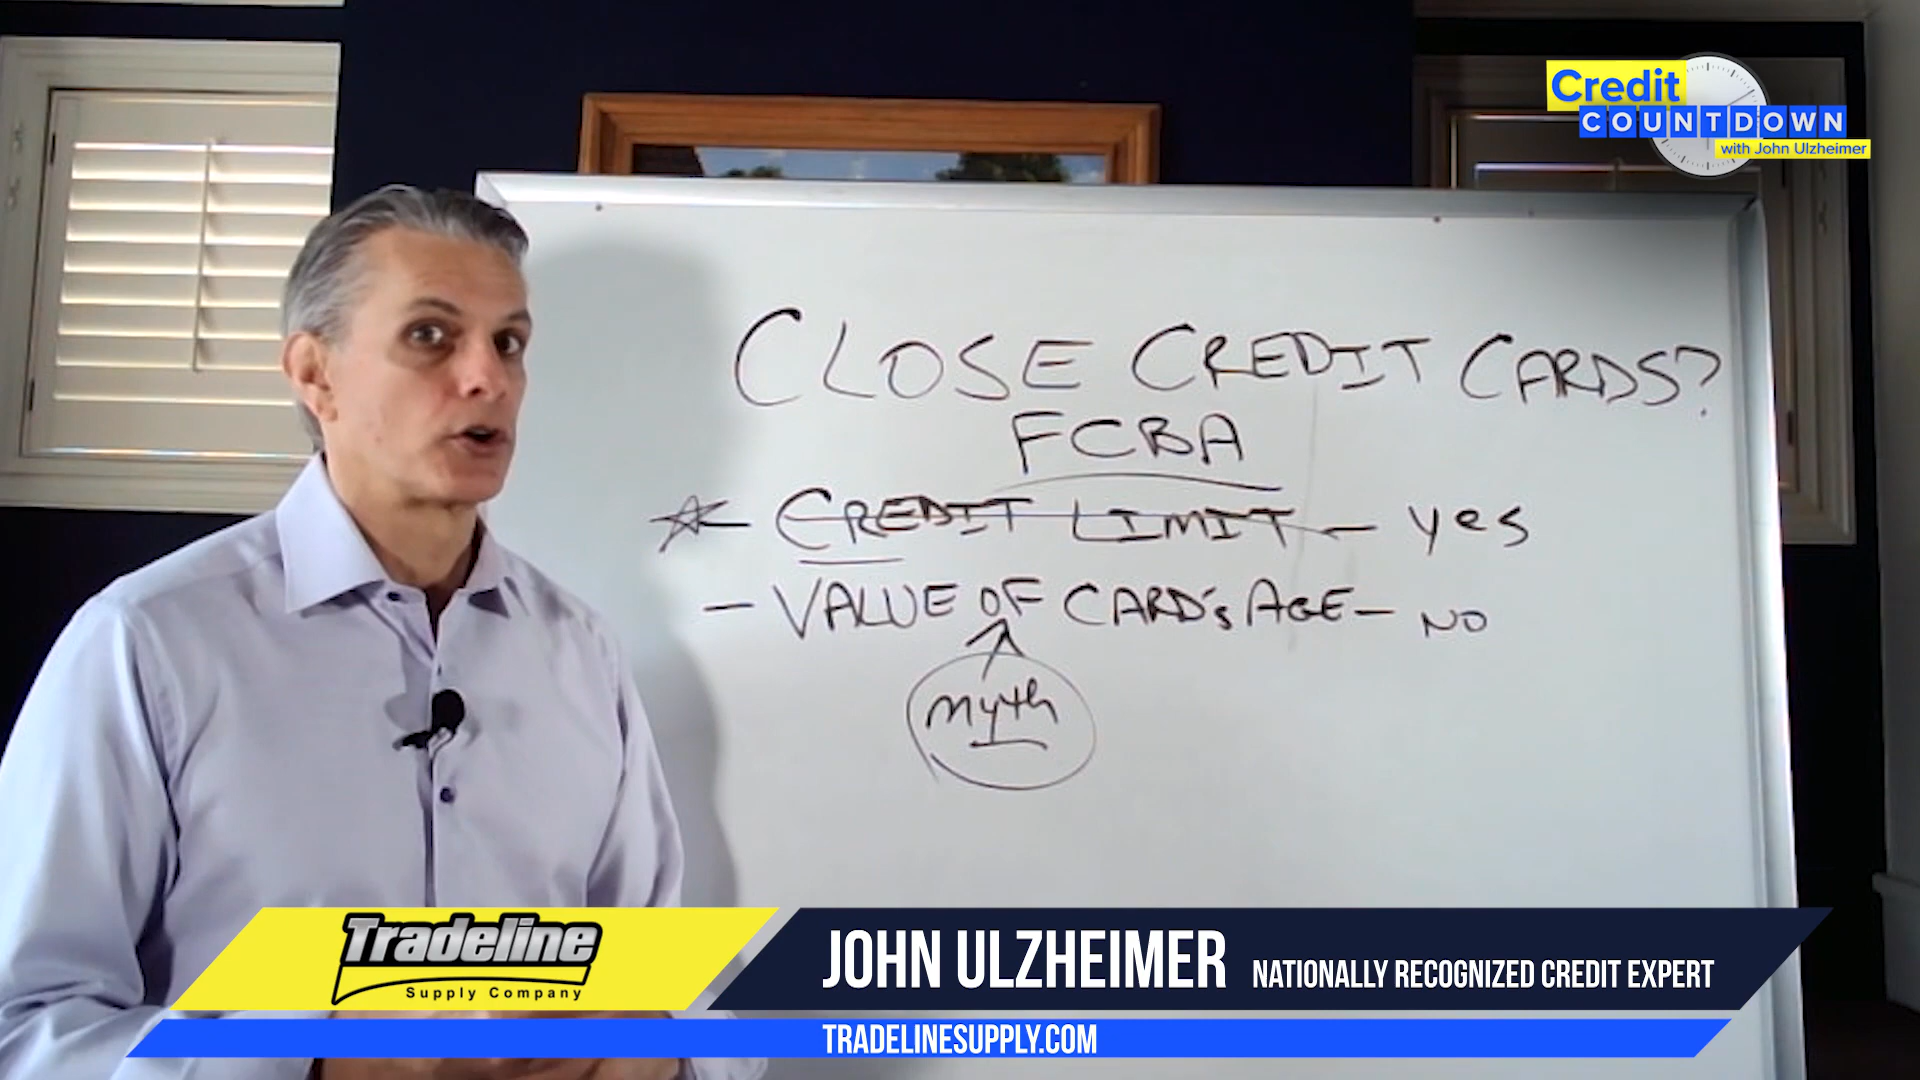 Credit
COUNTDOWN
with John Ulzheimer
CLOSE CREDIT CARDS?
FCBA
- CREDIT LIMIT - yes
- VALUE OF CARD'S AGE - NO
myth
Tradeline
Supply Company
JOHN ULZHEIMER NATIONALLY RECOGNIZED CREDIT EXPERT
TRADELINESUPPLY.COM